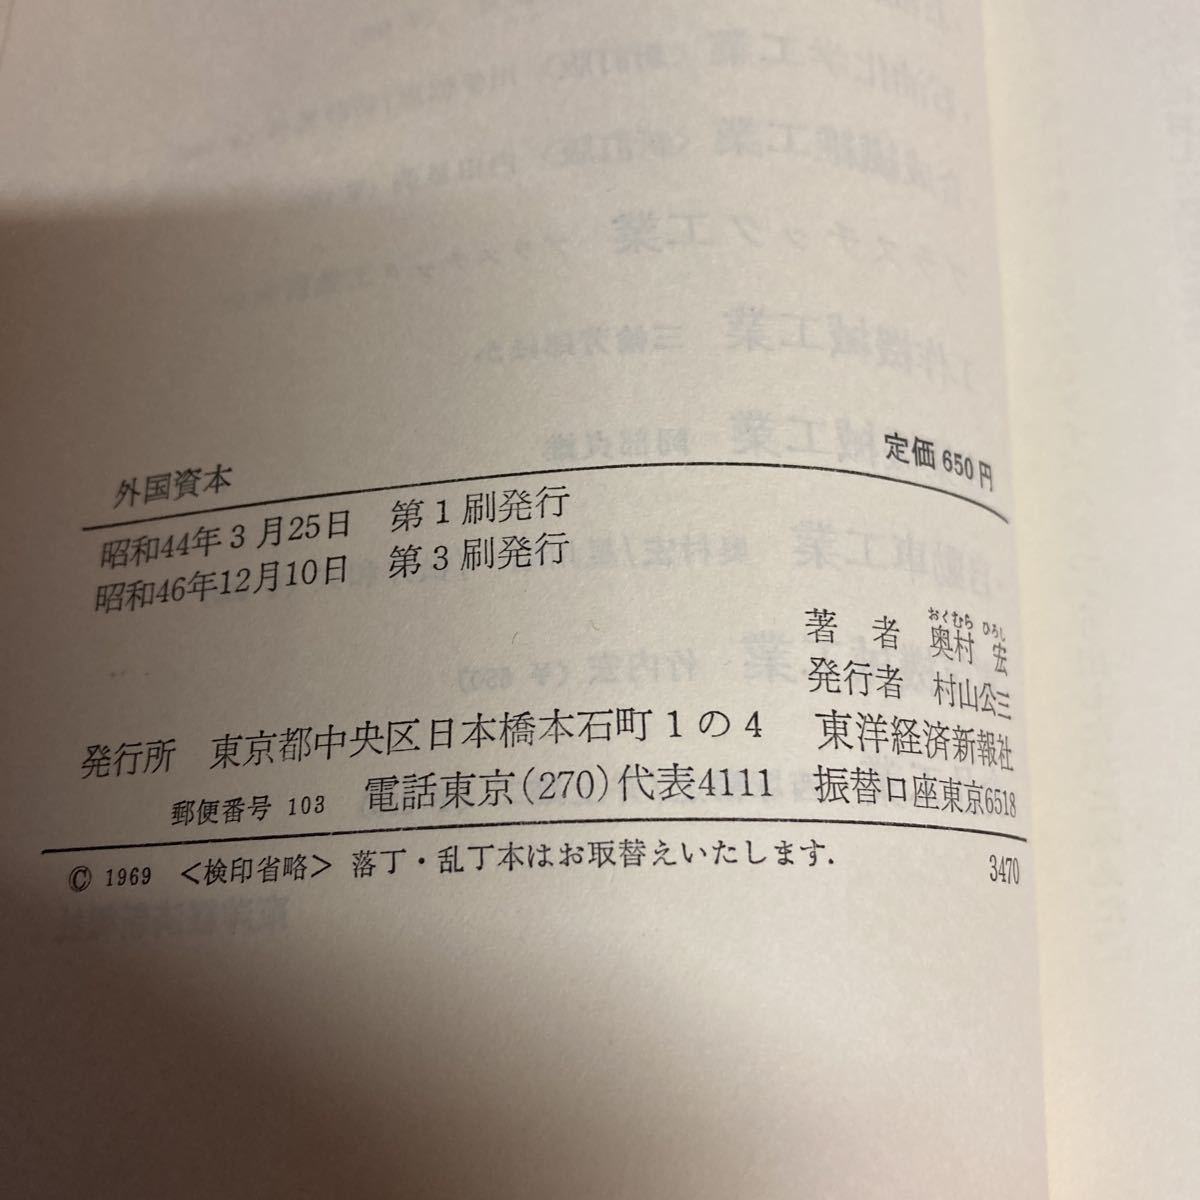 外国資本
定価 650円
昭和44年3月25日 第1刷発行
昭和46年12月10日 第3刷発行
おくむら ひろし
著者 奥村宏
発行者 村山公三
発行所 東京都中央区日本橋本石町1の4 東洋経済新報社
郵便番号 103 電話東京(270)代表4111 振替口座東京6518
© 1969 <検印省略> 落丁・乱丁本はお取替えいたします. 3470